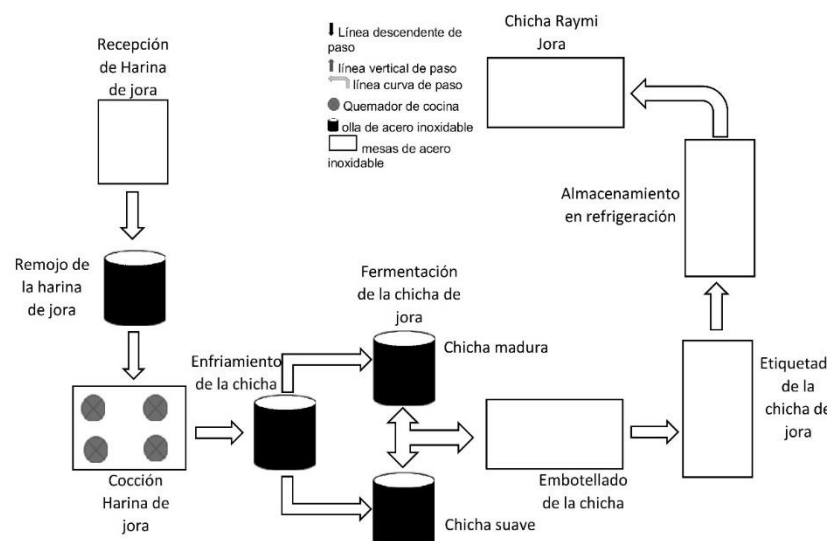 Recepción
de Harina
de jora
Línea descendente de
paso
línea vertical de paso
línea curva de paso
Quemador de cocina
olla de acero inoxidable
mesas de acero
inoxidable
Chicha Raymi
Jora
Almacenamiento
en refrigeración
Remojo de
la harina
de jora
Fermentación
de la chicha de
jora
Chicha madura
Enfriamiento
de la chicha
Etiquetad
de la
chicha de
jora
Cocción
Harina de
jora
Chicha suave
Embotellado
de la chicha